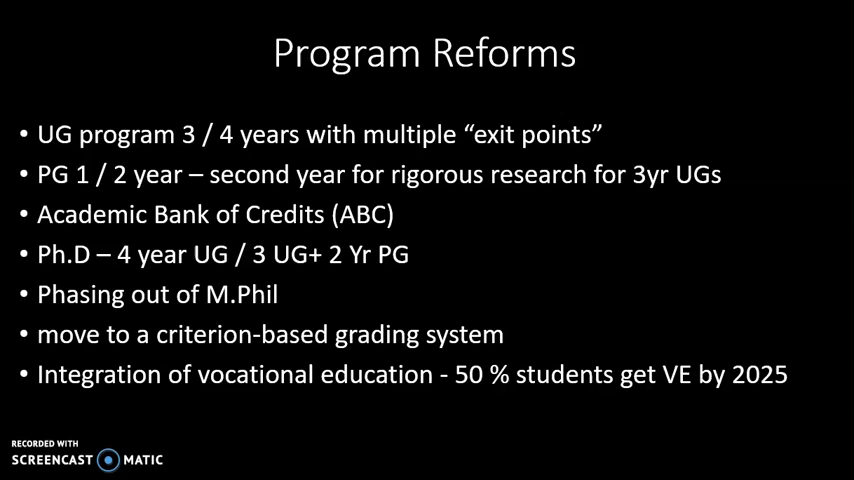 Program Reforms
• UG program 3 / 4 years with multiple “exit points”
• PG 1 / 2 year – second year for rigorous research for 3yr UGs
• Academic Bank of Credits (ABC)
• Ph.D – 4 year UG / 3 UG+ 2 Yr PG
• Phasing out of M.Phil
• move to a criterion-based grading system
• Integration of vocational education - 50 % students get VE by 2025
RECORDED WITH
SCREENCAST MATIC